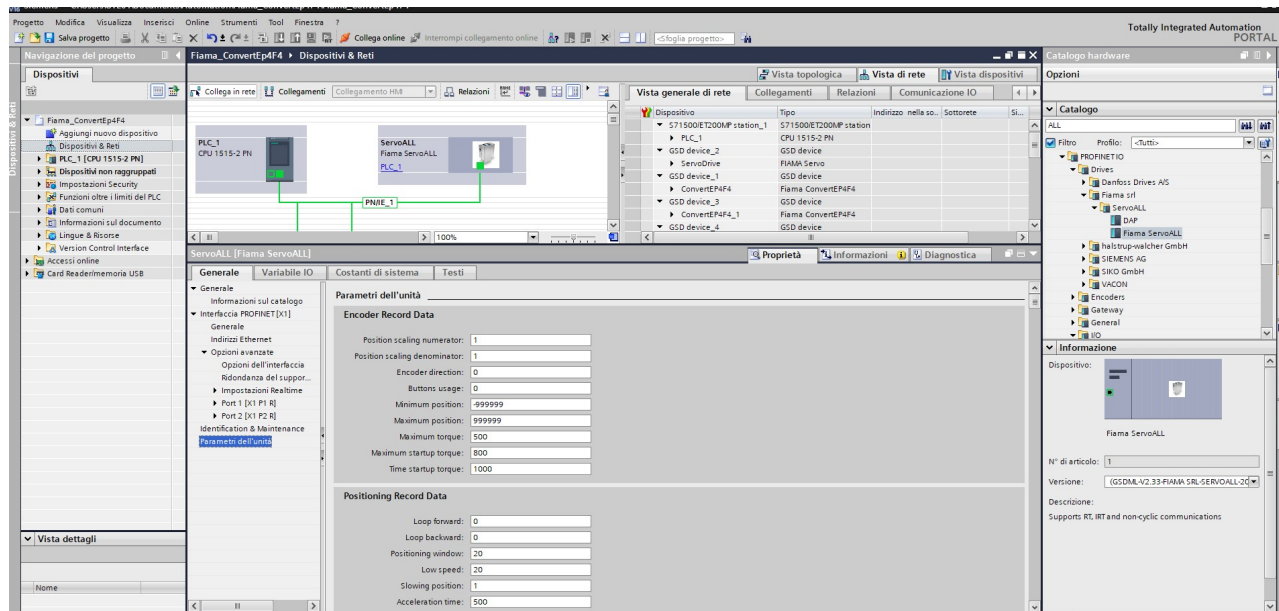 Progetto Modifica Visualizza Inserisci Online Strumenti Tool Finestra ?
Totally Integrated Automation
PORTAL
Salva progetto
Collega online
Interrompi collegamento online
<Sfoglia progetto>
Navigazione del progetto
Fiama_ConvertEp4F4 ▸ Dispositivi & Reti
Catalogo hardware
Dispositivi
Vista topologica
Vista di rete
Vista dispositivi
Opzioni
Collega in rete
Collegamenti
Collegamento HMI
Relazioni
Vista generale di rete
Collegamenti
Relazioni
Comunicazione IO
Dispositivi & Reti
Fiama_ConvertEp4F4
Aggiungi nuovo dispositivo
Dispositivi & Reti
PLC_1 [CPU 1515-2 PN]
Dispositivi non raggruppati
Impostazioni Security
Funzioni oltre i limiti del PLC
Dati comuni
Informazioni sul documento
Lingue & Risorse
Version Control Interface
Accessi online
Card Reader/memoria USB
PLC_1
CPU 1515-2 PN
ServoALL
Fiama ServoALL
PLC_1
PN/IE_1
100%
Dispositivo Tipo Indirizzo nella so... Sottorete Si...
S71500/ET200MP station_1 S71500/ET200MP station
PLC_1 CPU 1515-2 PN
GSD device_2 GSD device
ServoDrive FIAMA Servo
GSD device_1 GSD device
ConvertEP4F4 Fiama ConvertEP4F4
GSD device_3 GSD device
ConvertEP4F4_1 Fiama ConvertEP4F4
GSD device_4 GSD device
Catalogo
ALL
Filtro Profilo: <Tutti>
PROFINET IO
Drives
Danfoss Drives A/S
Fiama srl
ServoALL
DAP
Fiama ServoALL
halstrup-walcher GmbH
SIEMENS AG
SIKO GmbH
VACON
Encoders
Gateway
General
I/O
ServoALL [Fiama ServoALL]
Proprietà
Informazioni
Diagnostica
Generale
Variabile IO
Costanti di sistema
Testi
Generale
Informazioni sul catalogo
Interfaccia PROFINET [X1]
Generale
Indirizzi Ethernet
Opzioni avanzate
Opzioni dell'interfaccia
Ridondanza del suppor...
Impostazioni Realtime
Port 1 [X1 P1 R]
Port 2 [X1 P2 R]
Identification & Maintenance
Parametri dell'unità
Parametri dell'unità
Encoder Record Data
Position scaling numerator: 1
Position scaling denominator: 1
Encoder direction: 0
Buttons usage: 0
Minimum position: -999999
Maximum position: 999999
Maximum torque: 500
Maximum startup torque: 800
Time startup torque: 1000
Positioning Record Data
Loop forward: 0
Loop backward: 0
Positioning window: 20
Low speed: 20
Slowing position: 1
Acceleration time: 500
Informazione
Dispositivo:
Fiama ServoALL
N° di articolo: 1
Versione: (GSDML-V2.33-FIAMA SRL-SERVOALL-20
Descrizione:
Supports RT, IRT and non-cyclic communications
Vista dettagli
Nome